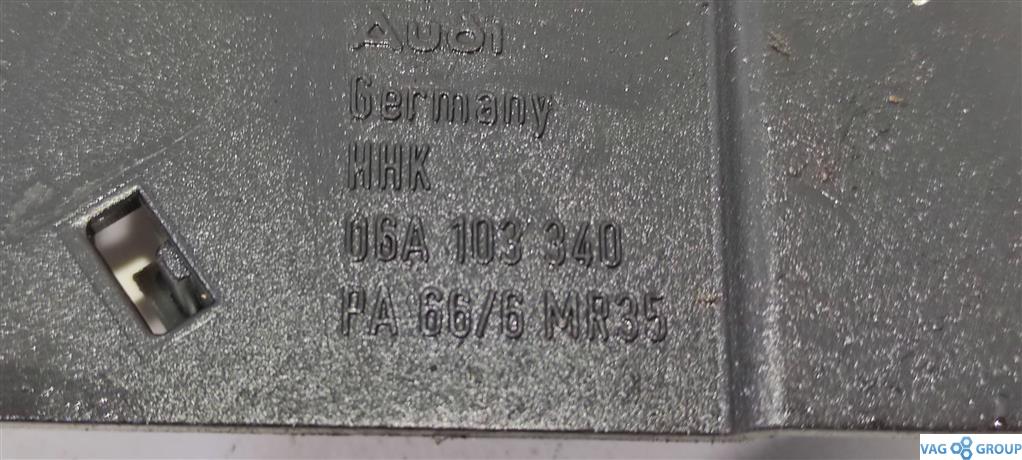 Audi
Germany
HHK
06A 103 340
PA 66/6 MR35
VAG GROUP